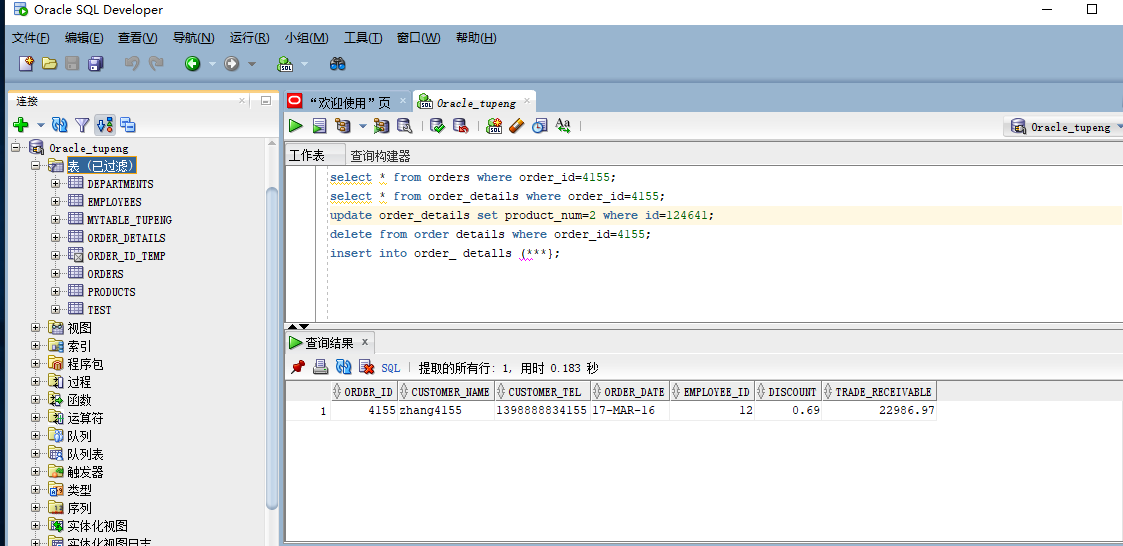 Oracle SQL Developer
文件(F) 编辑(E) 查看(V) 导航(N) 运行(R) 小组(M) 工具(T) 窗口(W) 帮助(H)
连接
“欢迎使用”页
Oracle_tupeng
Oracle_tupeng
工作表 查询构建器
Oracle_tupeng
表 (已过滤)
DEPARTMENTS
EMPLOYEES
MYTABLE_TUPENG
ORDER_DETAILS
ORDER_ID_TEMP
ORDERS
PRODUCTS
TEST
视图
索引
程序包
过程
函数
运算符
队列
队列表
触发器
类型
序列
实体化视图
实体化视图日志
select * from orders where order_id=4155;
select * from order_details where order_id=4155;
update order_details set product_num=2 where id=124641;
delete from order details where order_id=4155;
insert into order_ detalls (***};
查询结果 x
SQL | 提取的所有行: 1, 用时 0.183 秒
ORDER_ID CUSTOMER_NAME CUSTOMER_TEL ORDER_DATE EMPLOYEE_ID DISCOUNT TRADE_RECEIVABLE
1 4155 zhang4155 1398888834155 17-MAR-16 12 0.69 22986.97